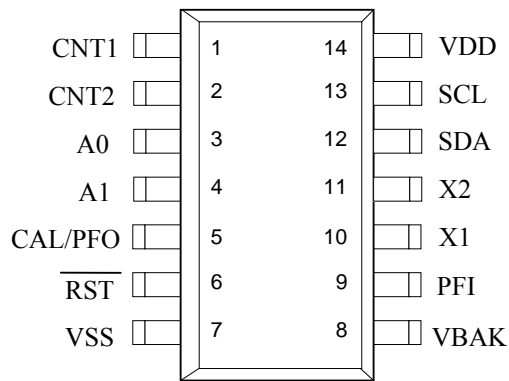 CNT1 1 14 VDD
CNT2 2 13 SCL
A0 3 12 SDA
A1 4 11 X2
CAL/PFO 5 10 X1
RST 6 9 PFI
VSS 7 8 VBAK